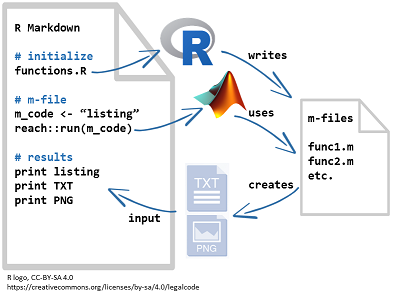 R Markdown
# initialize
functions.R
# m-file
m_code <- “listing”
reach::run(m_code)
# results
print listing
print TXT
print PNG
R
writes
uses
m-files
func1.m
func2.m
etc.
creates
TXT
PNG
input
R logo, CC-BY-SA 4.0
https://creativecommons.org/licenses/by-sa/4.0/legalcode